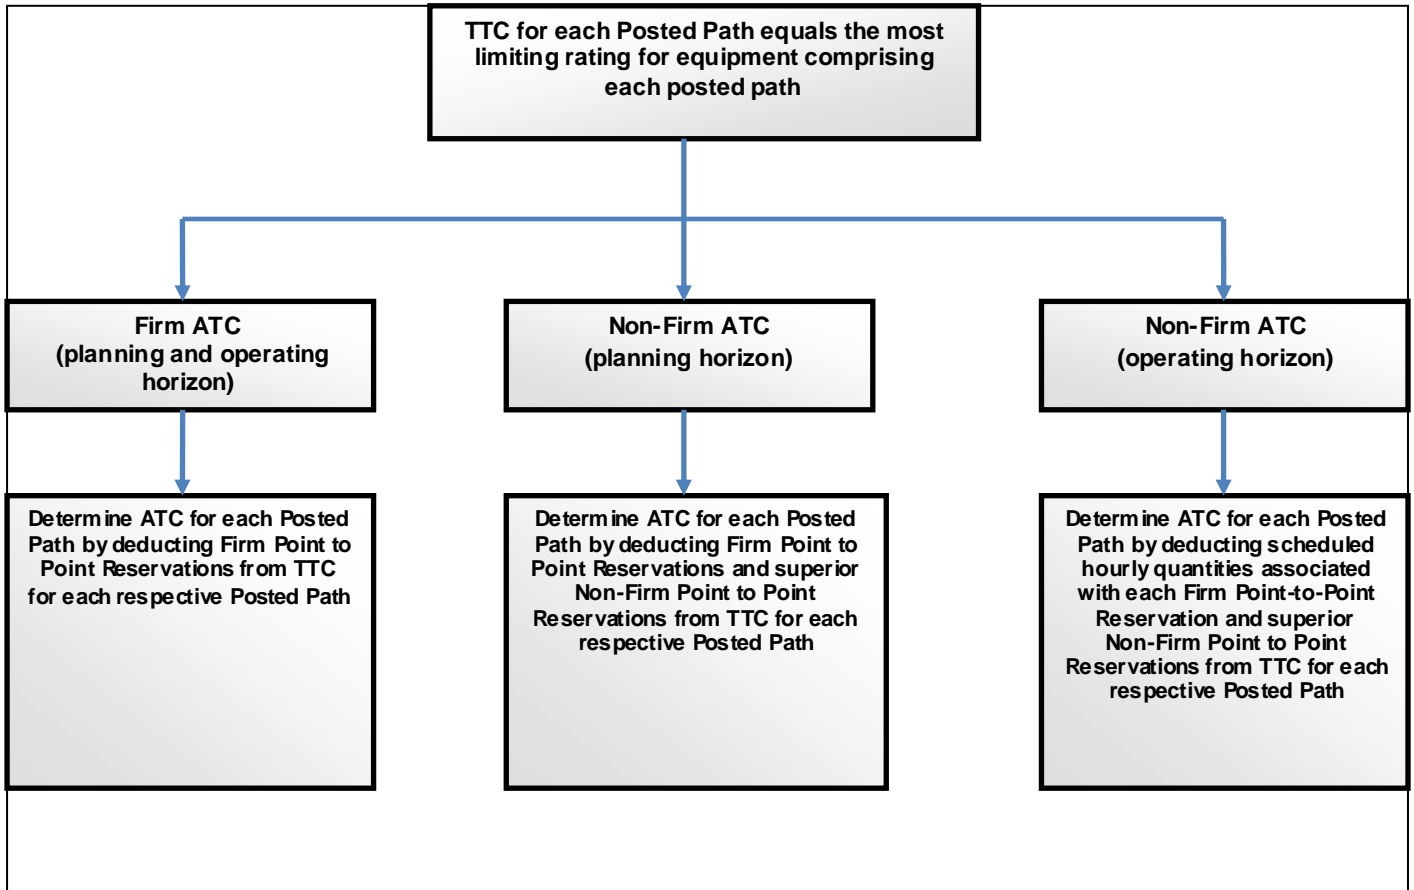 TTC for each Posted Path equals the most
limiting rating for equipment comprising
each posted path
Firm ATC
(planning and operating
horizon)
Non-Firm ATC
(planning horizon)
Non-Firm ATC
(operating horizon)
Determine ATC for each Posted
Path by deducting Firm Point to
Point Reservations from TTC
for each respective Posted Path
Determine ATC for each Posted
Path by deducting Firm Point to
Point Reservations and superior
Non-Firm Point to Point
Reservations from TTC for each
respective Posted Path
Determine ATC for each Posted
Path by deducting scheduled
hourly quantities associated
with each Firm Point-to-Point
Reservation and superior
Non-Firm Point to Point
Reservations from TTC for each
respective Posted Path